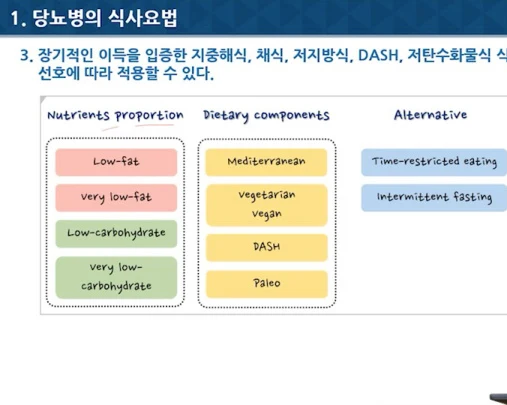 1. 당뇨병의 식사요법
3. 장기적인 이득을 입증한 지중해식, 채식, 저지방식, DASH, 저탄수화물식
선호에 따라 적용할 수 있다.
Nutrients proportion
Low-fat
Very low-fat
Low-carbohydrate
Very low-
carbohydrate
Dietary components
Mediterranean
Vegetarian
Vegan
DASH
Paleo
Alternative
Time-restricted eating
Intermittent fasting